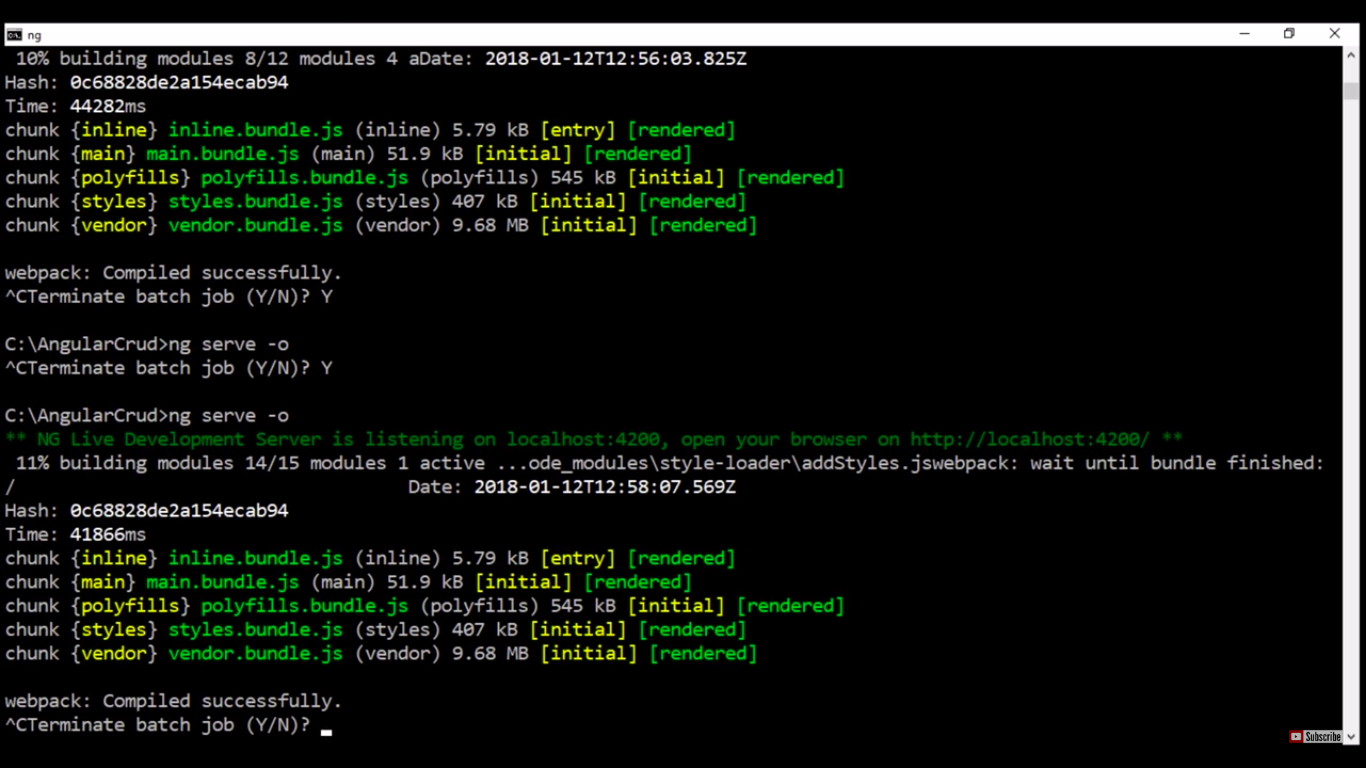 ng
10% building modules 8/12 modules 4 aDate: 2018-01-12T12:56:03.825Z
Hash: 0c68828de2a154ecab94
Time: 44282ms
chunk {inline} inline.bundle.js (inline) 5.79 kB [entry] [rendered]
chunk {main} main.bundle.js (main) 51.9 kB [initial] [rendered]
chunk {polyfills} polyfills.bundle.js (polyfills) 545 kB [initial] [rendered]
chunk {styles} styles.bundle.js (styles) 407 kB [initial] [rendered]
chunk {vendor} vendor.bundle.js (vendor) 9.68 MB [initial] [rendered]
webpack: Compiled successfully.
^CTerminate batch job (Y/N)? Y
C:\AngularCrud>ng serve -o
^CTerminate batch job (Y/N)? Y
C:\AngularCrud>ng serve -o
** NG Live Development Server is listening on localhost:4200, open your browser on http://localhost:4200/ **
11% building modules 14/15 modules 1 active ...ode_modules\style-loader\addStyles.jswebpack: wait until bundle finished:
/ Date: 2018-01-12T12:58:07.569Z
Hash: 0c68828de2a154ecab94
Time: 41866ms
chunk {inline} inline.bundle.js (inline) 5.79 kB [entry] [rendered]
chunk {main} main.bundle.js (main) 51.9 kB [initial] [rendered]
chunk {polyfills} polyfills.bundle.js (polyfills) 545 kB [initial] [rendered]
chunk {styles} styles.bundle.js (styles) 407 kB [initial] [rendered]
chunk {vendor} vendor.bundle.js (vendor) 9.68 MB [initial] [rendered]
webpack: Compiled successfully.
^CTerminate batch job (Y/N)?
Subscribe